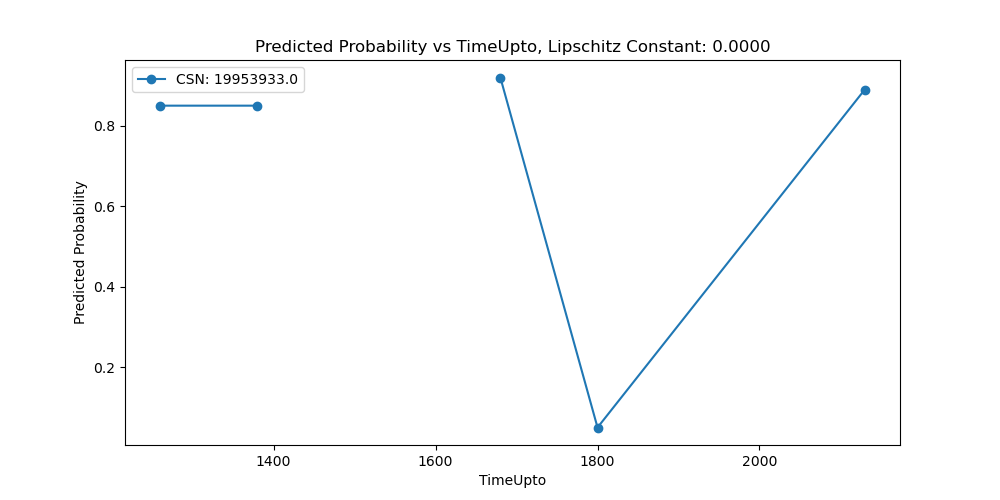 Predicted Probability vs TimeUpto, Lipschitz Constant: 0.0000
CSN: 19953933.0
Predicted Probability
0.8
0.6
0.4
0.2
1400 1600 1800 2000
TimeUpto